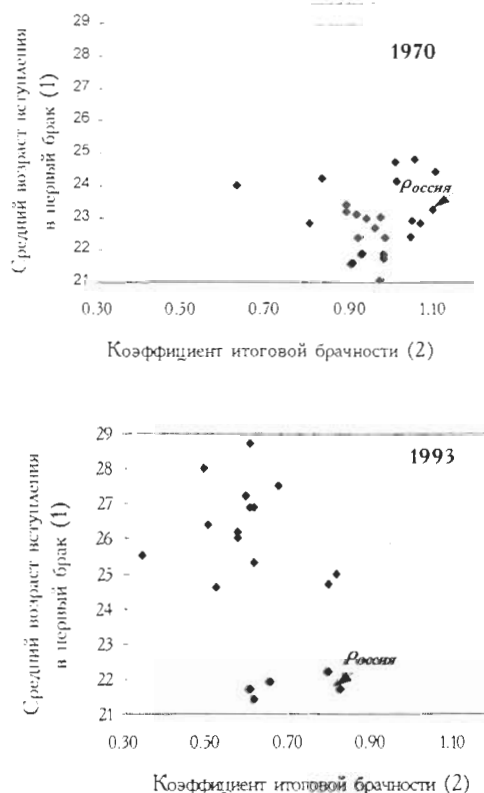 1970
29
28
27
26
25
24
23
22
21
Средний возраст вступления
в первый брак (1)
Россия
0.30 0.50 0.70 0.90 1.10
Коэффициент итоговой брачности (2)
1993
29
28
27
26
25
24
23
22
21
Средний возраст вступления
в первый брак (1)
Россия
0.30 0.50 0.70 0.90 1.10
Коэффициент итоговой брачности (2)